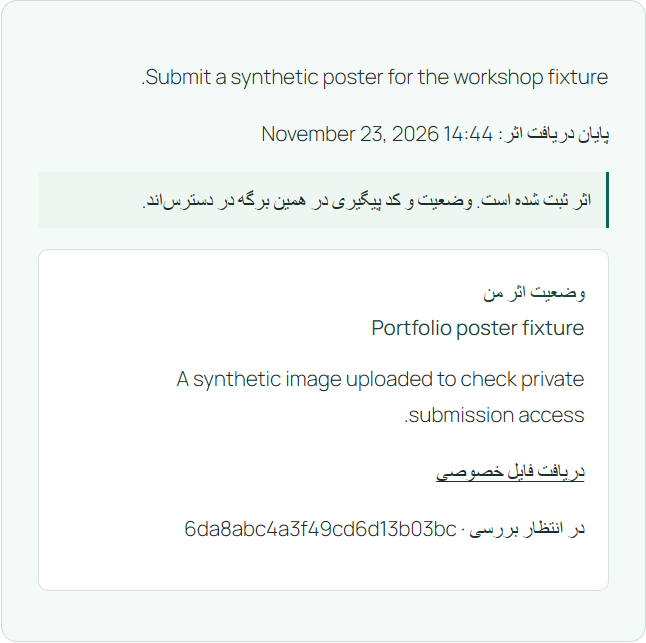 Submit a synthetic poster for the workshop fixture.
پایان دریافت اثر: November 23, 2026 14:44
اثر ثبت شده است. وضعیت و کد پیگیری در همین برگه در دسترس‌اند.
وضعیت اثر من
Portfolio poster fixture
A synthetic image uploaded to check private
submission access.
دریافت فایل خصوصی
در انتظار بررسی · 6da8abc4a3f49cd6d13b03bc